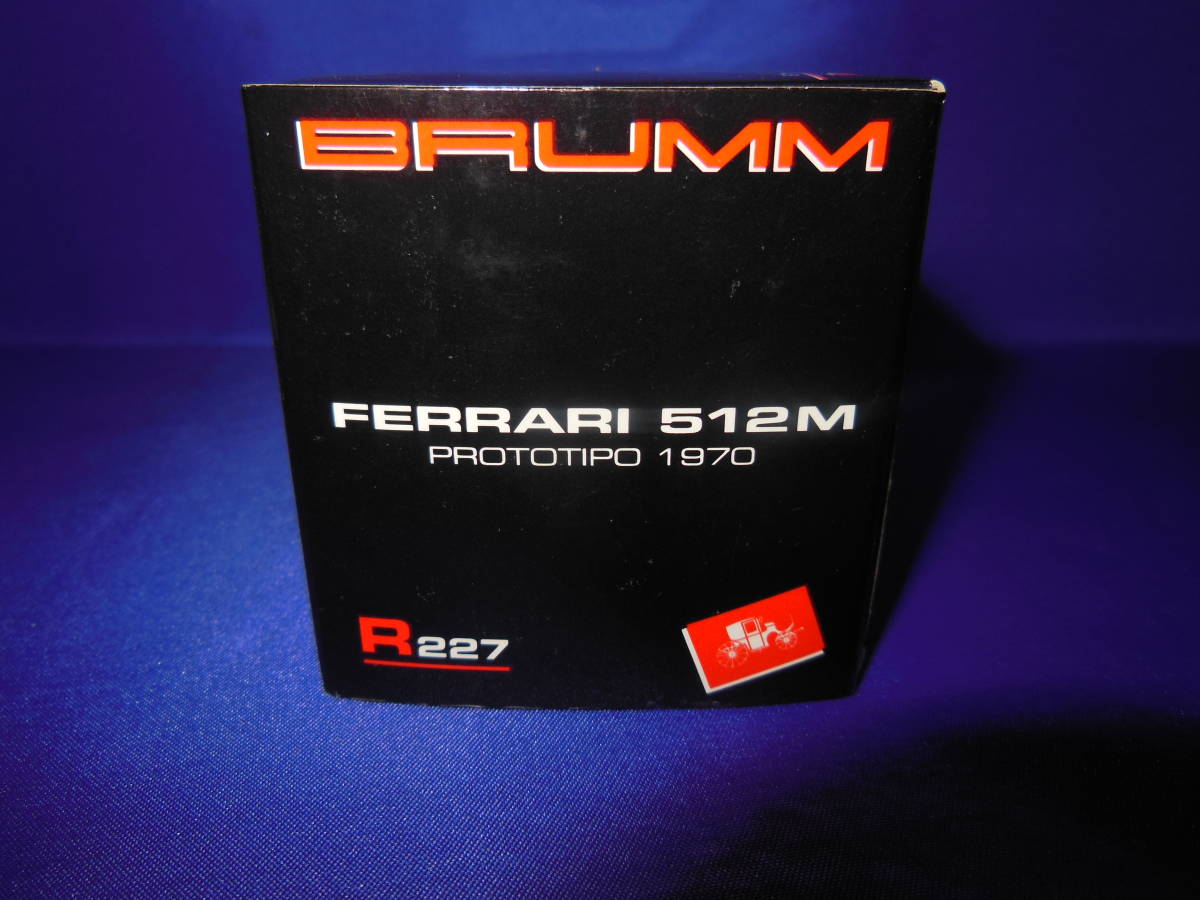 BRUMM
FERRARI 512M
PROTOTIPO 1970
R227